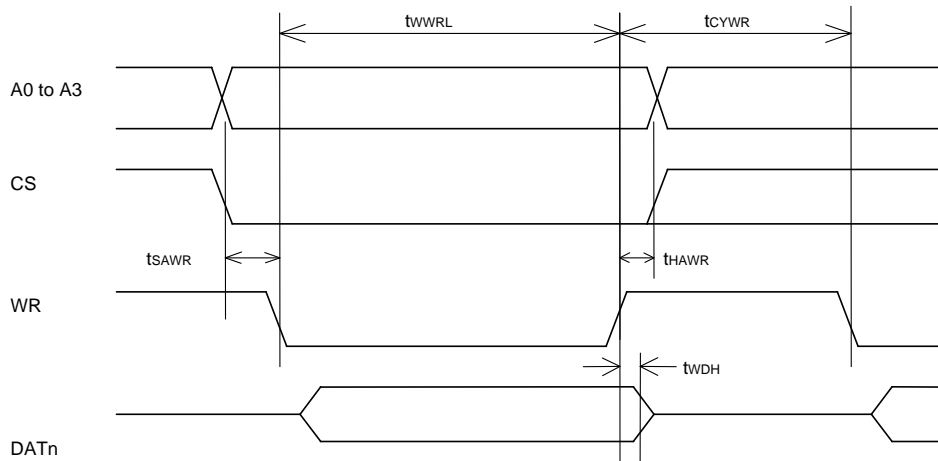 tWWRL tCYWR
A0 to A3
CS
tSAWR tHAWR
WR
tWDH
DATn